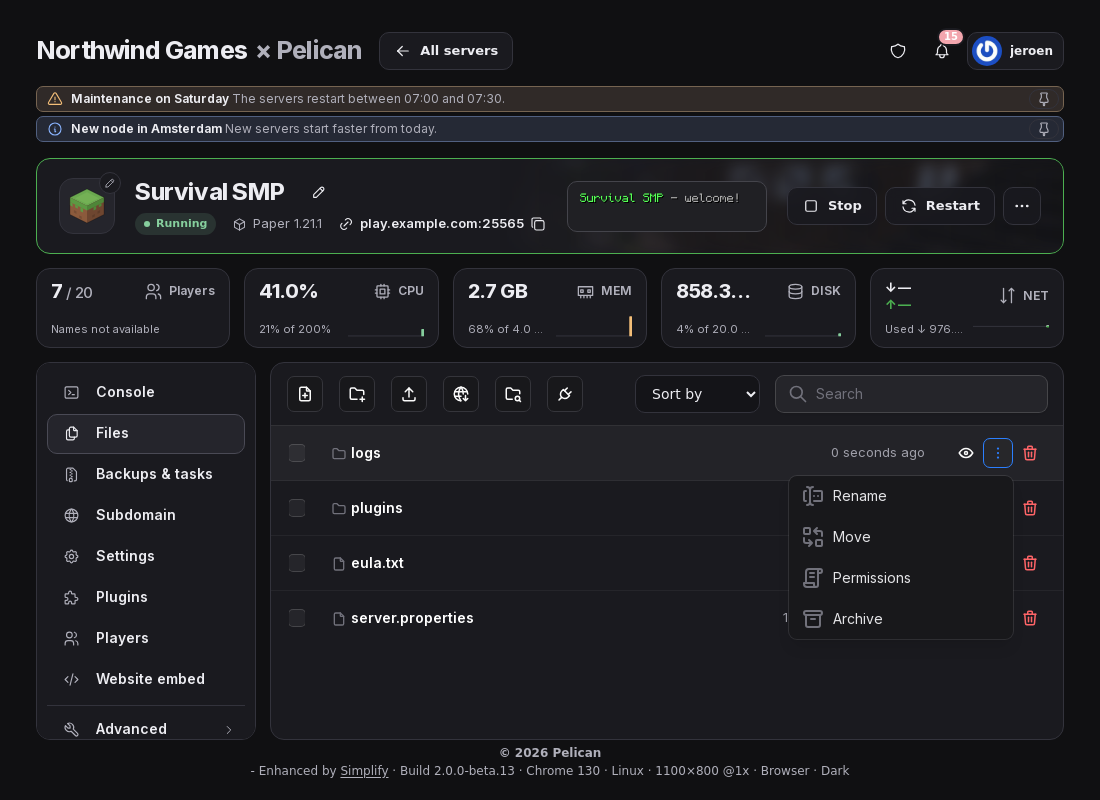 Northwind Games × Pelican
All servers
15
jeroen
Maintenance on Saturday The servers restart between 07:00 and 07:30.
New node in Amsterdam New servers start faster from today.
Survival SMP
Running
Paper 1.21.1
play.example.com:25565
Survival SMP – welcome!
Stop
Restart
7 / 20
Players
Names not available
41.0%
CPU
21% of 200%
2.7 GB
MEM
68% of 4.0 ...
858.3...
DISK
4% of 20.0 ...
↓—
↑—
NET
Used ↓ 976....
Console
Files
Backups & tasks
Subdomain
Settings
Plugins
Players
Website embed
Advanced
Sort by
Search
logs
0 seconds ago
plugins
eula.txt
server.properties
Rename
Move
Permissions
Archive
© 2026 Pelican
- Enhanced by Simplify · Build 2.0.0-beta.13 · Chrome 130 · Linux · 1100×800 @1x · Browser · Dark